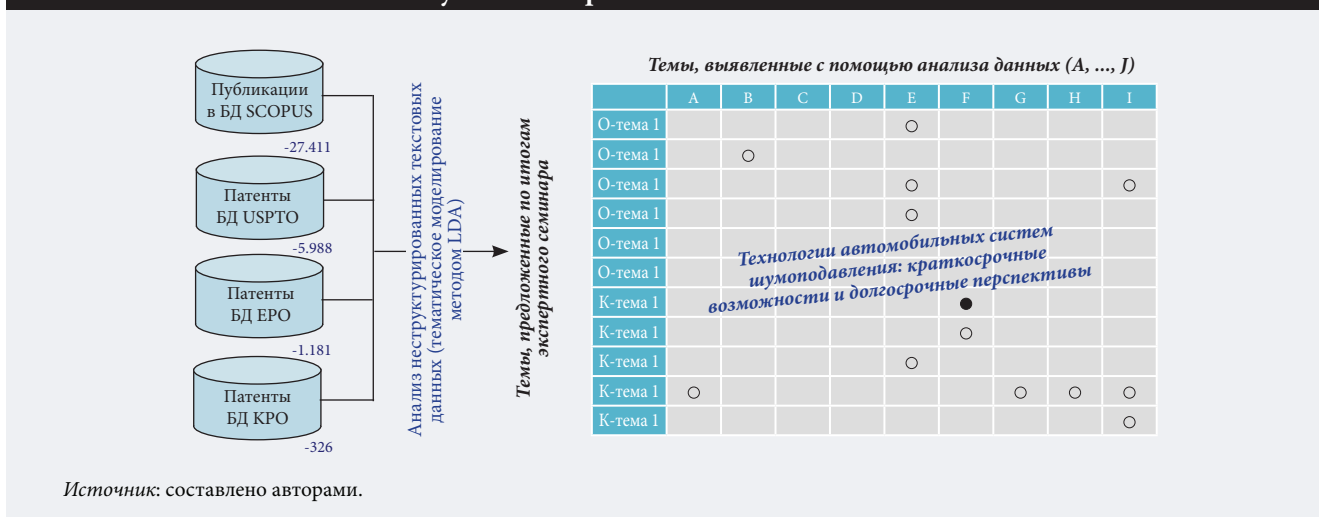 Публикации
в БД SCOPUS
-27.411
Патенты
БД USPTO
-5.988
Патенты
БД EPO
-1.181
Патенты
БД KPO
-326
Анализ неструктурированных текстовых
данных (тематическое моделирование
методом LDA)
Темы, предложенные по итогам
экспертного семинара
Темы, выявленные с помощью анализа данных (A, ..., J)
A B C D E F G H I
О-тема 1
О-тема 1
О-тема 1
О-тема 1
О-тема 1
О-тема 1
К-тема 1
К-тема 1
К-тема 1
К-тема 1
К-тема 1
Технологии автомобильных систем
шумоподавления: краткосрочные
возможности и долгосрочные перспективы
Источник: составлено авторами.